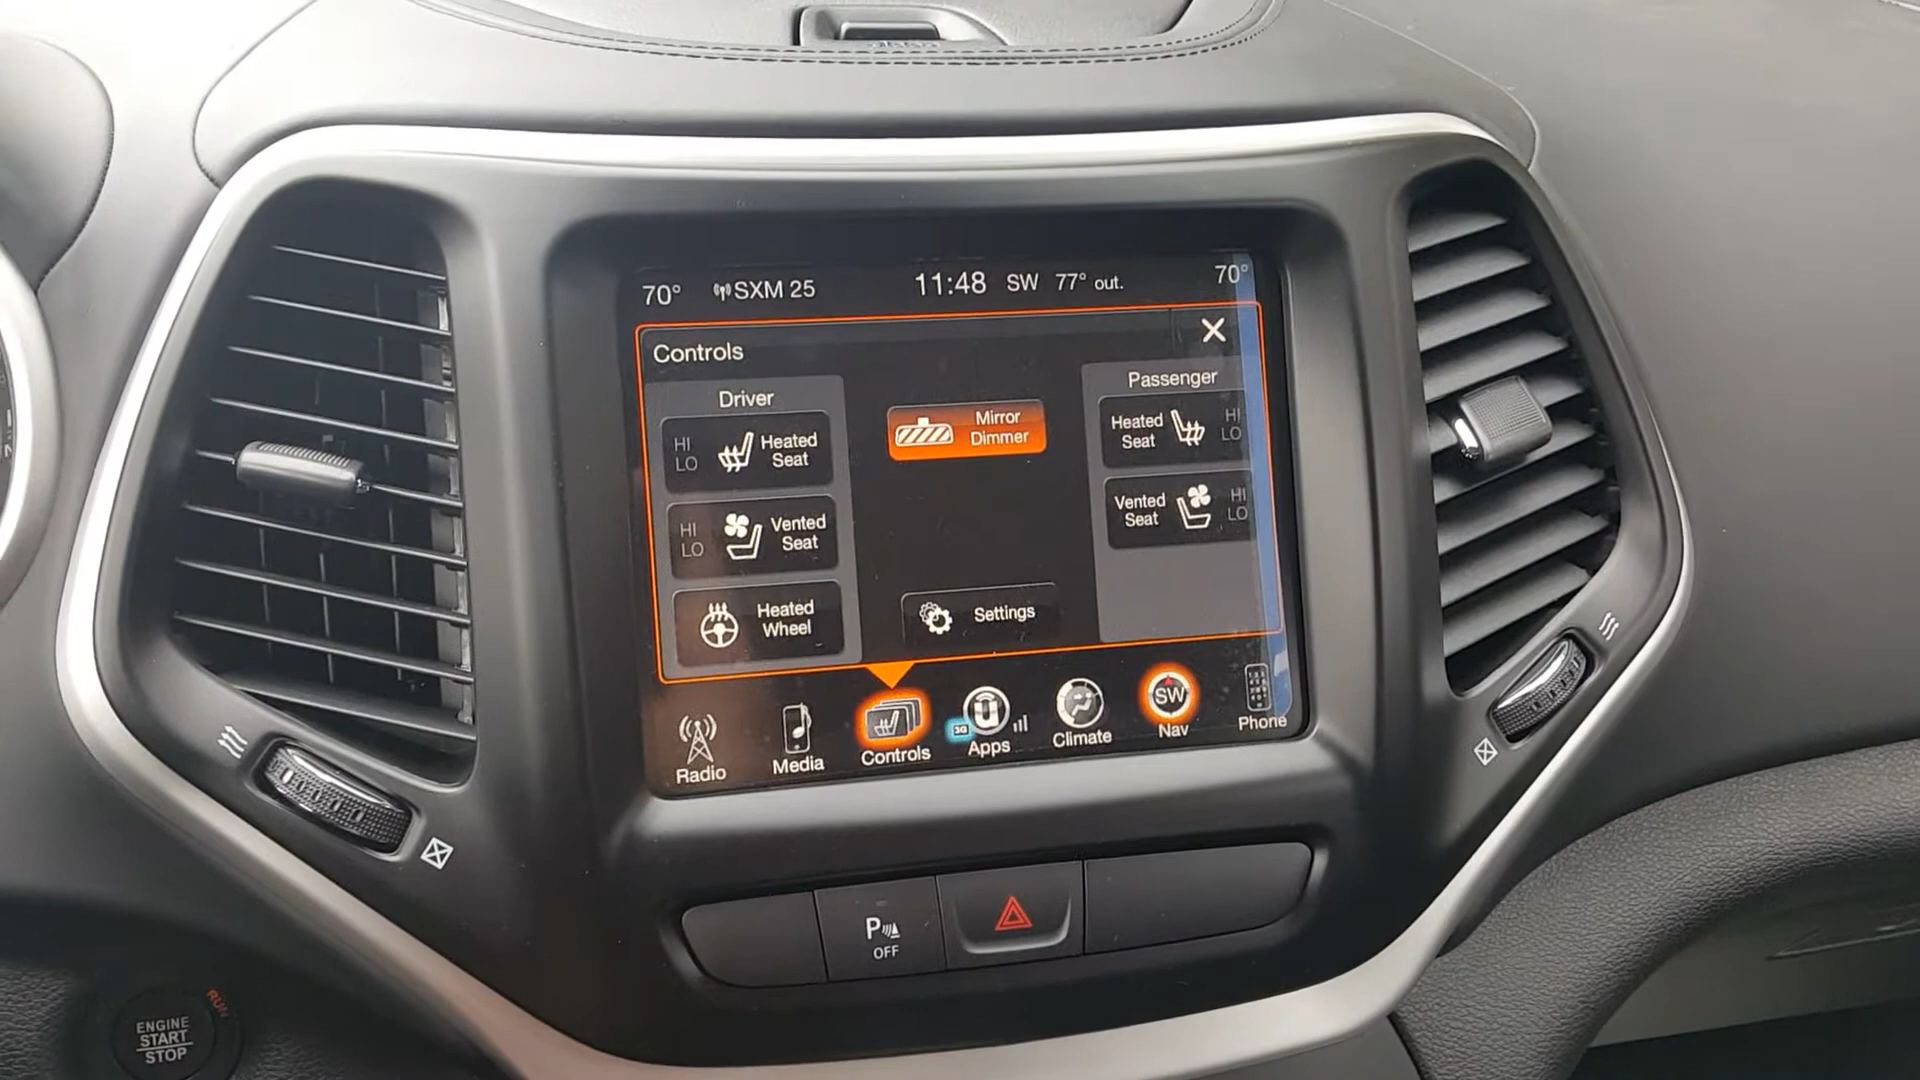 70° SXM 25 11:48 SW 77° out. 70°
Controls
Driver
HI
LO
Heated
Seat
HI
LO
Vented
Seat
Heated
Wheel
Mirror
Dimmer
Settings
Passenger
Heated
Seat
HI
LO
Vented
Seat
HI
LO
Radio
Media
Controls
3G
Apps
Climate
SW
Nav
Phone
P
OFF
RUN
ENGINE
START
STOP